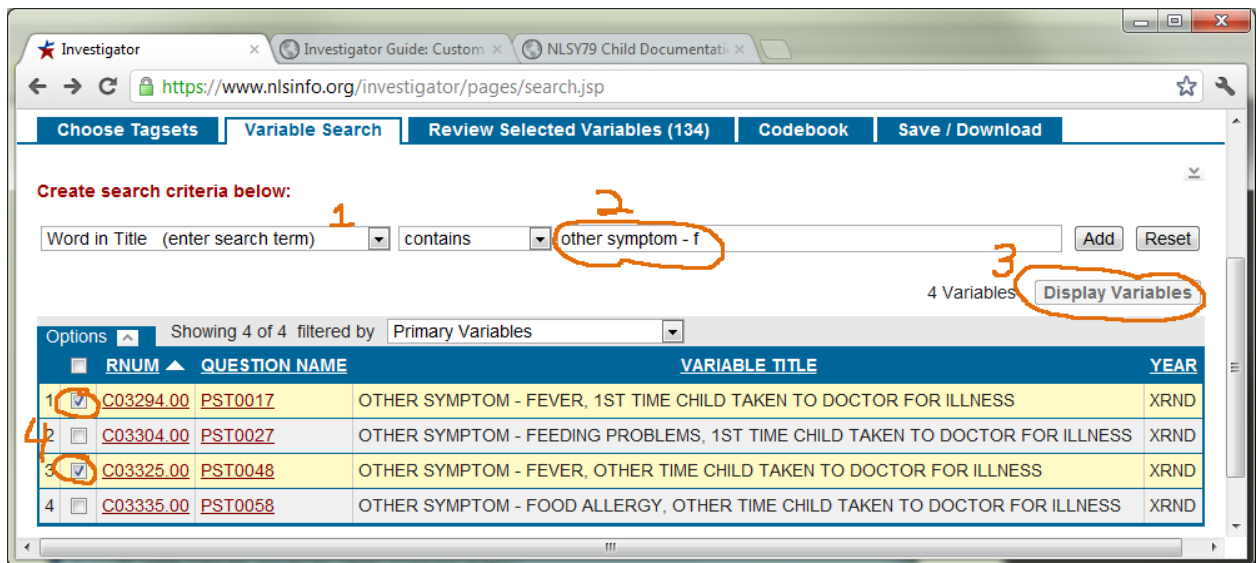 Investigator × Investigator Guide: Custom × NLSY79 Child Documentati ×
https://www.nlsinfo.org/investigator/pages/search.jsp
Choose Tagsets Variable Search Review Selected Variables (134) Codebook Save / Download
Create search criteria below:
1 2
Word in Title (enter search term) contains other symptom - f Add Reset
3
4 Variables Display Variables
Options Showing 4 of 4 filtered by Primary Variables
RNUM QUESTION NAME VARIABLE TITLE YEAR
1 C03294.00 PST0017 OTHER SYMPTOM - FEVER, 1ST TIME CHILD TAKEN TO DOCTOR FOR ILLNESS XRND
4
2 C03304.00 PST0027 OTHER SYMPTOM - FEEDING PROBLEMS, 1ST TIME CHILD TAKEN TO DOCTOR FOR ILLNESS XRND
3 C03325.00 PST0048 OTHER SYMPTOM - FEVER, OTHER TIME CHILD TAKEN TO DOCTOR FOR ILLNESS XRND
4 C03335.00 PST0058 OTHER SYMPTOM - FOOD ALLERGY, OTHER TIME CHILD TAKEN TO DOCTOR FOR ILLNESS XRND